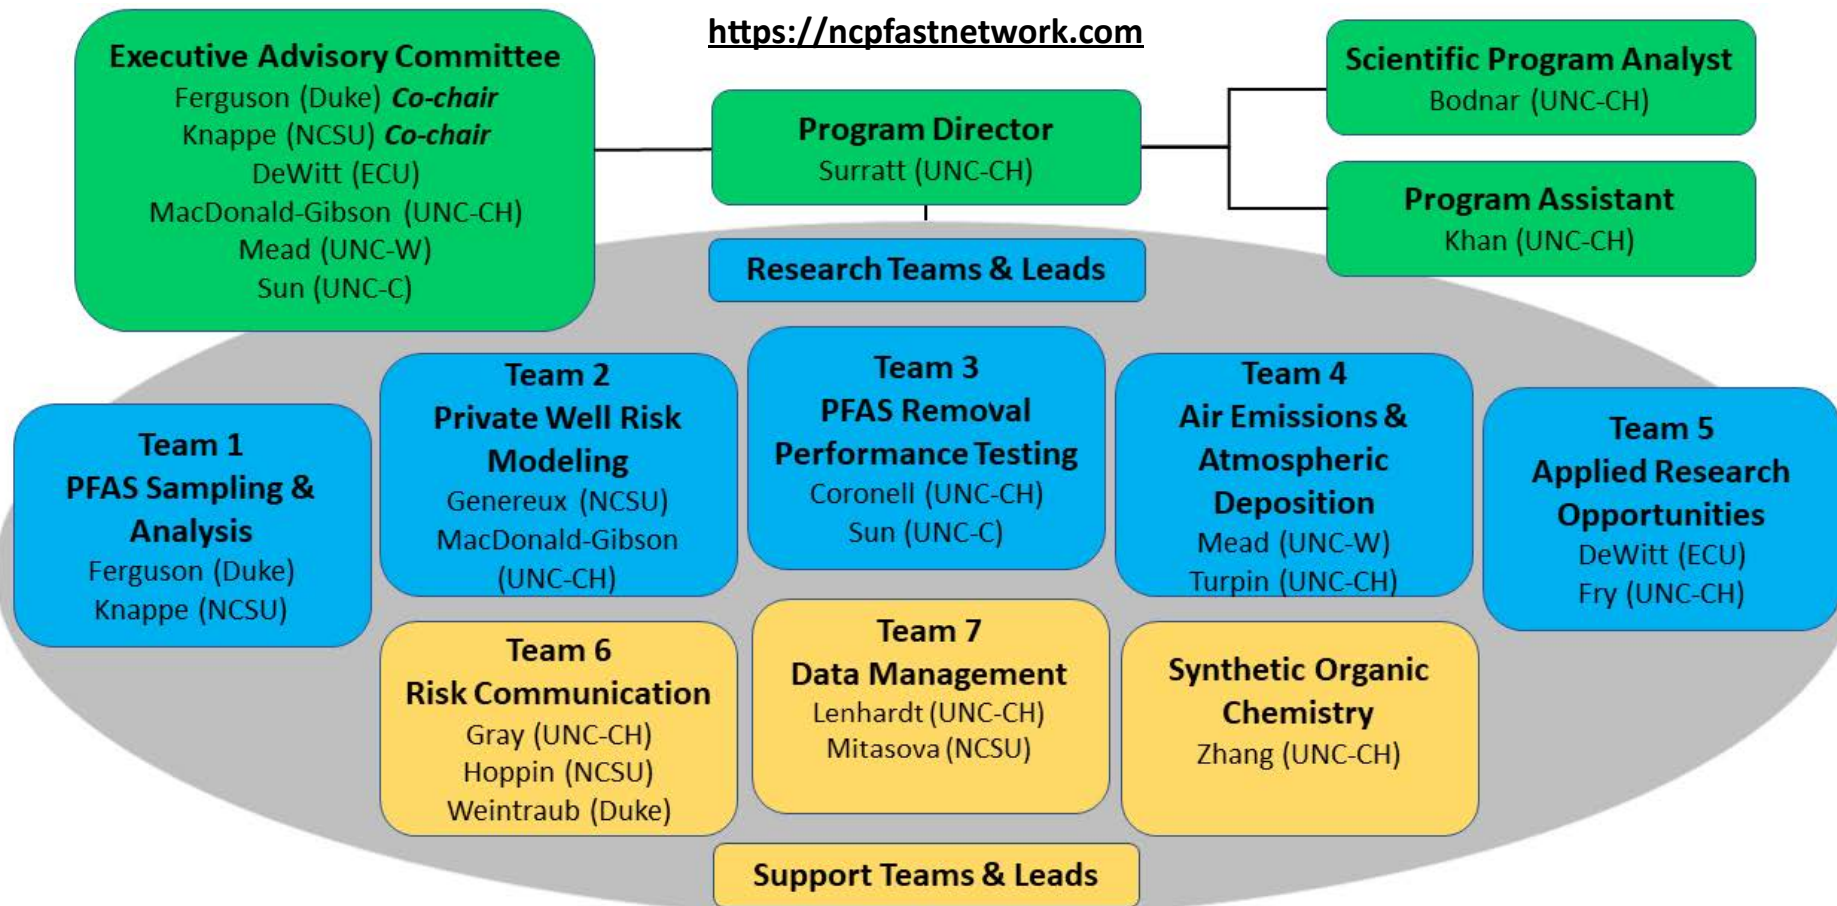 https://ncpfastnetwork.com
Executive Advisory Committee
Ferguson (Duke) Co-chair
Knappe (NCSU) Co-chair
DeWitt (ECU)
MacDonald-Gibson (UNC-CH)
Mead (UNC-W)
Sun (UNC-C)
Program Director
Surratt (UNC-CH)
Scientific Program Analyst
Bodnar (UNC-CH)
Program Assistant
Khan (UNC-CH)
Research Teams & Leads
Team 1
PFAS Sampling &
Analysis
Ferguson (Duke)
Knappe (NCSU)
Team 2
Private Well Risk
Modeling
Genereux (NCSU)
MacDonald-Gibson
(UNC-CH)
Team 3
PFAS Removal
Performance Testing
Coronell (UNC-CH)
Sun (UNC-C)
Team 4
Air Emissions &
Atmospheric
Deposition
Mead (UNC-W)
Turpin (UNC-CH)
Team 5
Applied Research
Opportunities
DeWitt (ECU)
Fry (UNC-CH)
Team 6
Risk Communication
Gray (UNC-CH)
Hoppin (NCSU)
Weintraub (Duke)
Team 7
Data Management
Lenhardt (UNC-CH)
Mitasova (NCSU)
Synthetic Organic
Chemistry
Zhang (UNC-CH)
Support Teams & Leads